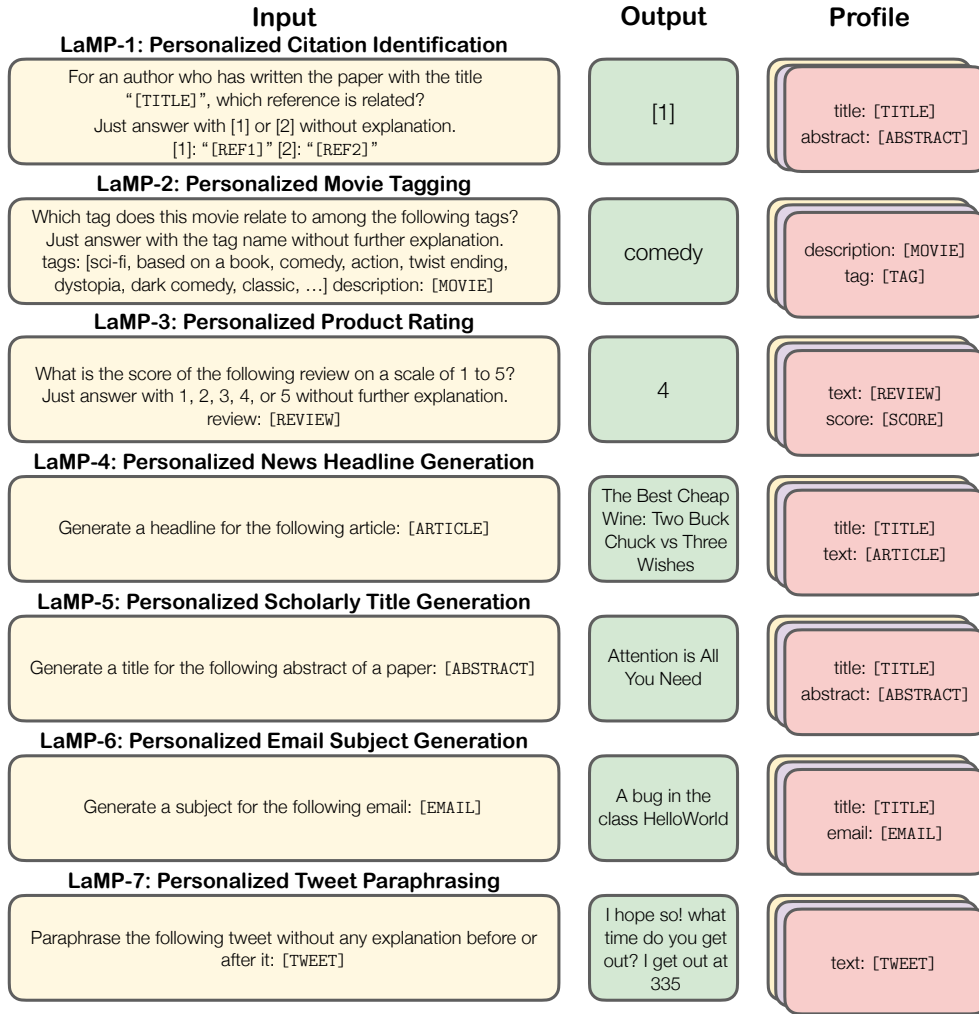 Input
Output
Profile
LaMP-1: Personalized Citation Identification
For an author who has written the paper with the title
"[TITLE]", which reference is related?
Just answer with [1] or [2] without explanation.
[1]: "[REF1]" [2]: "[REF2]"
[1]
title: [TITLE]
abstract: [ABSTRACT]
LaMP-2: Personalized Movie Tagging
Which tag does this movie relate to among the following tags?
Just answer with the tag name without further explanation.
tags: [sci-fi, based on a book, comedy, action, twist ending,
dystopia, dark comedy, classic, …] description: [MOVIE]
comedy
description: [MOVIE]
tag: [TAG]
LaMP-3: Personalized Product Rating
What is the score of the following review on a scale of 1 to 5?
Just answer with 1, 2, 3, 4, or 5 without further explanation.
review: [REVIEW]
4
text: [REVIEW]
score: [SCORE]
LaMP-4: Personalized News Headline Generation
Generate a headline for the following article: [ARTICLE]
The Best Cheap
Wine: Two Buck
Chuck vs Three
Wishes
title: [TITLE]
text: [ARTICLE]
LaMP-5: Personalized Scholarly Title Generation
Generate a title for the following abstract of a paper: [ABSTRACT]
Attention is All
You Need
title: [TITLE]
abstract: [ABSTRACT]
LaMP-6: Personalized Email Subject Generation
Generate a subject for the following email: [EMAIL]
A bug in the
class HelloWorld
title: [TITLE]
email: [EMAIL]
LaMP-7: Personalized Tweet Paraphrasing
Paraphrase the following tweet without any explanation before or
after it: [TWEET]
I hope so! what
time do you get
out? I get out at
335
text: [TWEET]